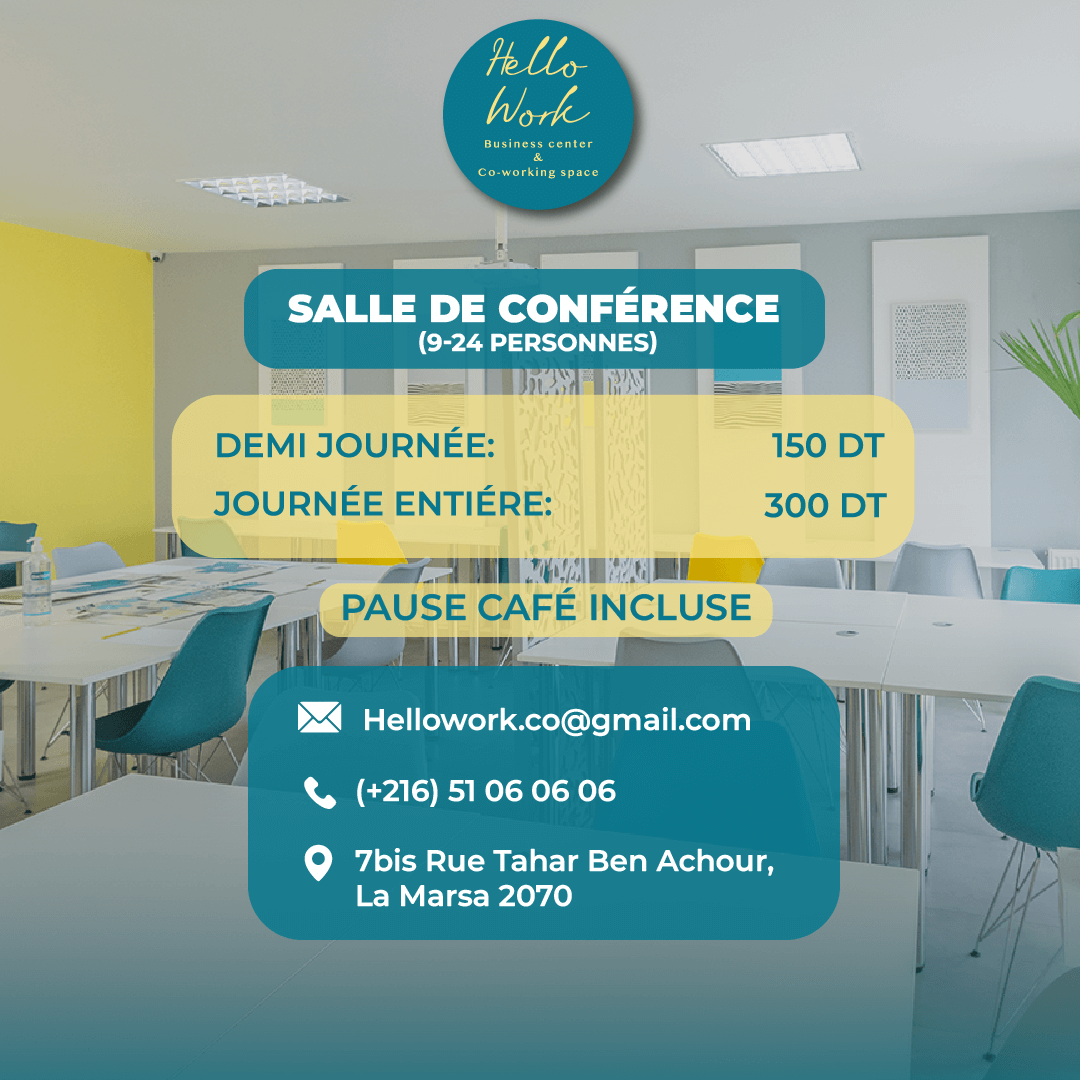 Hello
Work
Business center
&
Co-working space
SALLE DE CONFÉRENCE
(9-24 PERSONNES)
DEMI JOURNÉE: 150 DT
JOURNÉE ENTIÉRE: 300 DT
PAUSE CAFÉ INCLUSE
Hellowork.co@gmail.com
(+216) 51 06 06 06
7bis Rue Tahar Ben Achour,
La Marsa 2070